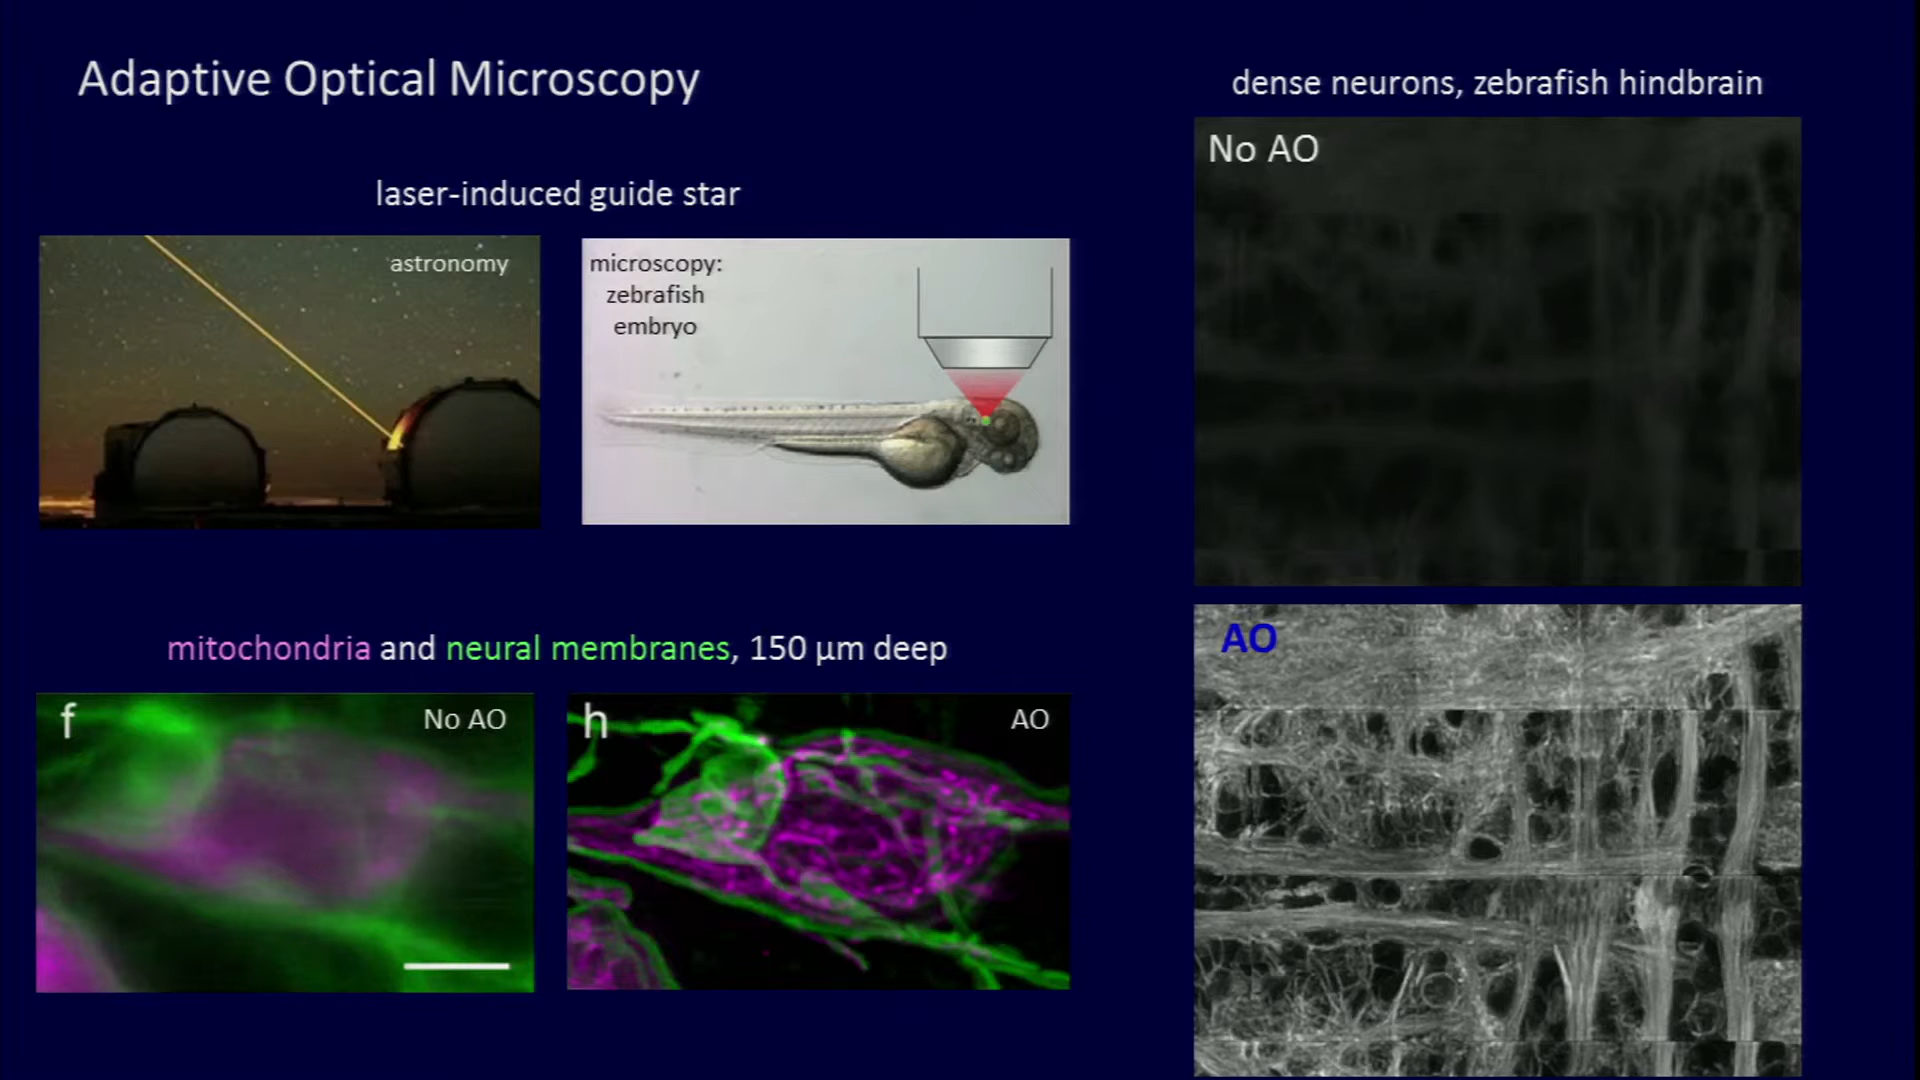 Adaptive Optical Microscopy
laser-induced guide star
astronomy
microscopy:
zebrafish
embryo
mitochondria and neural membranes, 150 µm deep
f
No AO
h
AO
dense neurons, zebrafish hindbrain
No AO
AO